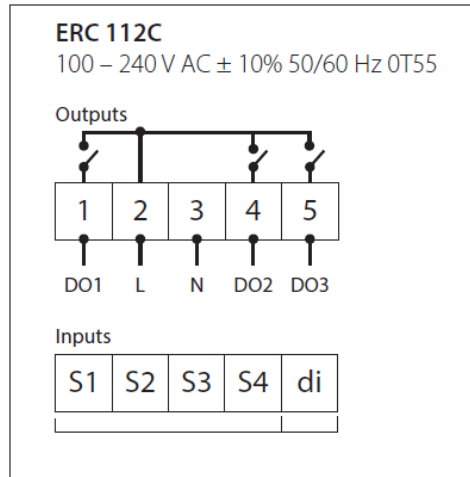 ERC 112C
100 – 240 V AC ± 10% 50/60 Hz 0T55
Outputs
1 2 3 4 5
DO1 L N DO2 DO3
Inputs
S1 S2 S3 S4 di